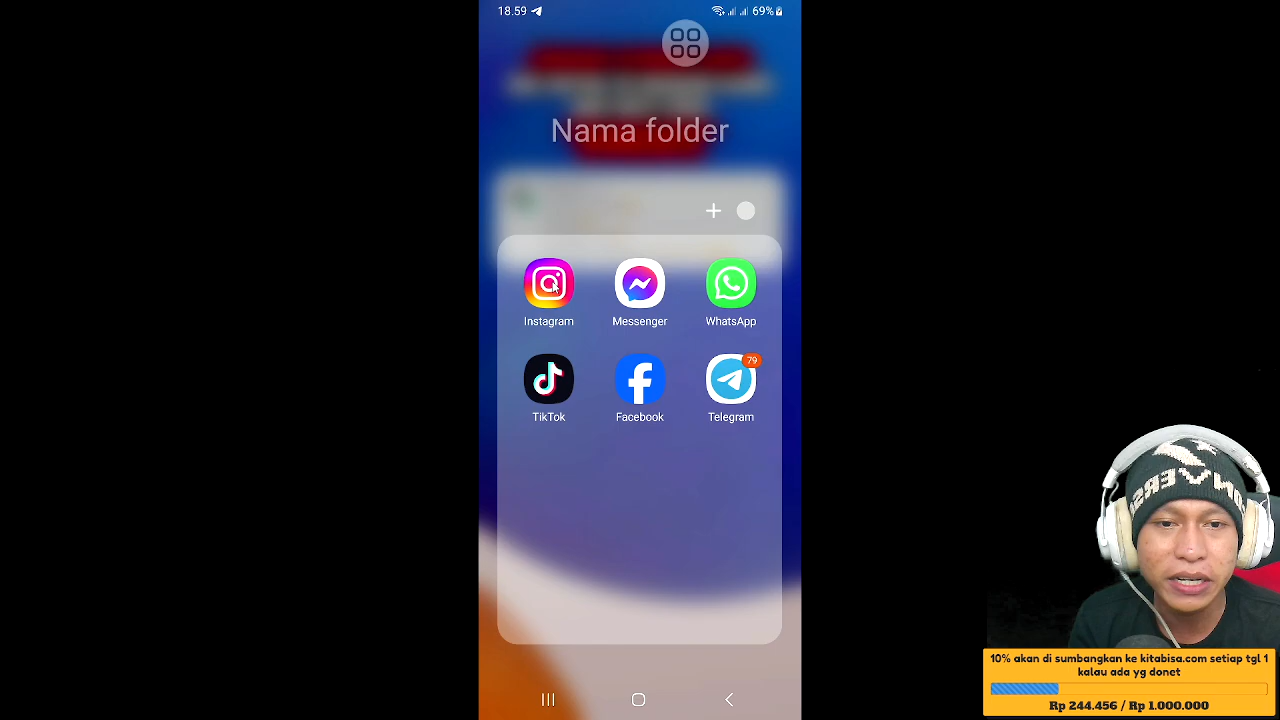 18.59
69%
Nama folder
Instagram
Messenger
WhatsApp
79
TikTok
Facebook
Telegram
10% akan di sumbangkan ke kitabisa.com setiap tgl 1
kalau ada yg donet
Rp 244.456 / Rp 1.000.000